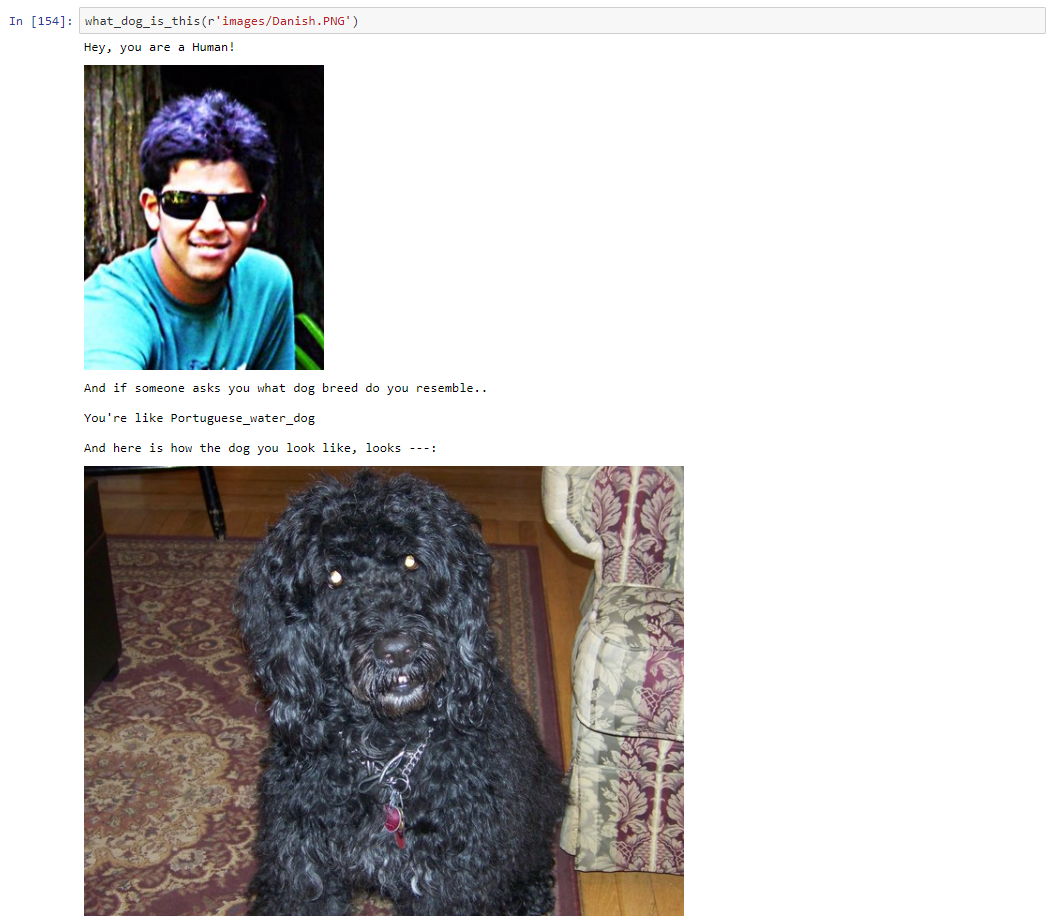 In [154]: what_dog_is_this(r'images/Danish.PNG')
Hey, you are a Human!
And if someone asks you what dog breed do you resemble..
You're like Portuguese_water_dog
And here is how the dog you look like, looks ---: